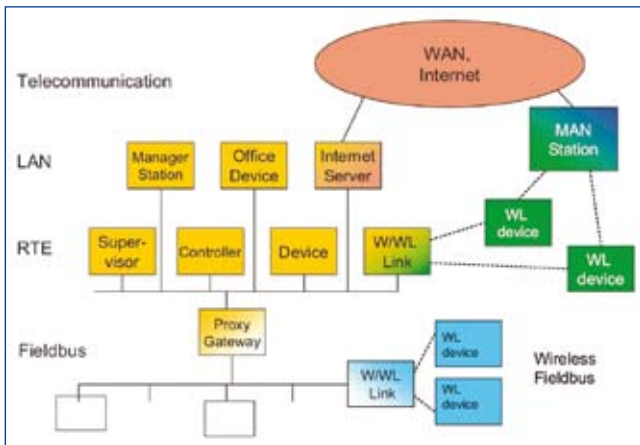 WAN,
Internet
Telecommunication
MAN
Station
LAN
Manager
Station
Office
Device
Internet
Server
WL
device
RTE
Super-
visor
Controller
Device
W/WL
Link
WL
device
Proxy
Gateway
Fieldbus
WL
device
W/WL
Link
WL
device
Wireless
Fieldbus